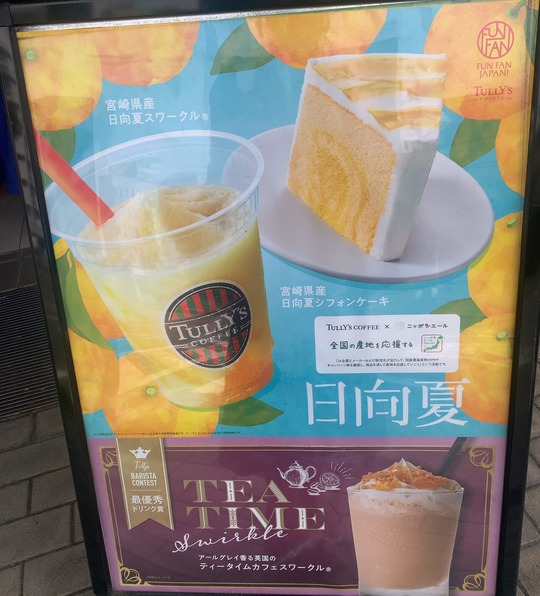 FUN FAN
FUN FAN
JAPAN!
TULLY'S
COFFEE
宮崎県産
日向夏スワークル®
TULLY'S
COFFEE
宮崎県産
日向夏シフォンケーキ
TULLY'S COFFEE × ニッポンエール
全国の産地を応援する
日向夏
Tully's
BARISTA
CONTEST
最優秀
ドリンク賞
TEA
TIME
Swirkle
アールグレイ香る英国の
ティータイムカフェスワークル®